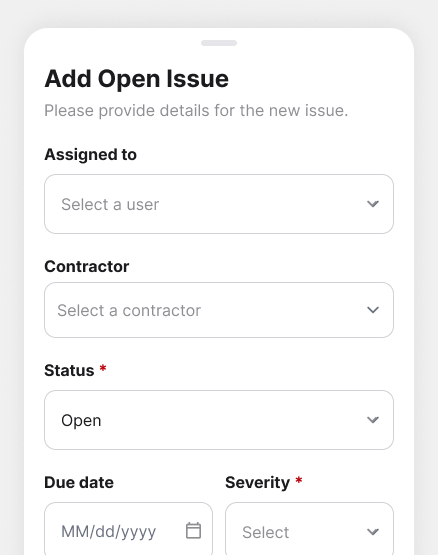 Add Open Issue
Please provide details for the new issue.
Assigned to
Select a user
Contractor
Select a contractor
Status *
Open
Due date
Severity *
MM/dd/yyyy
Select